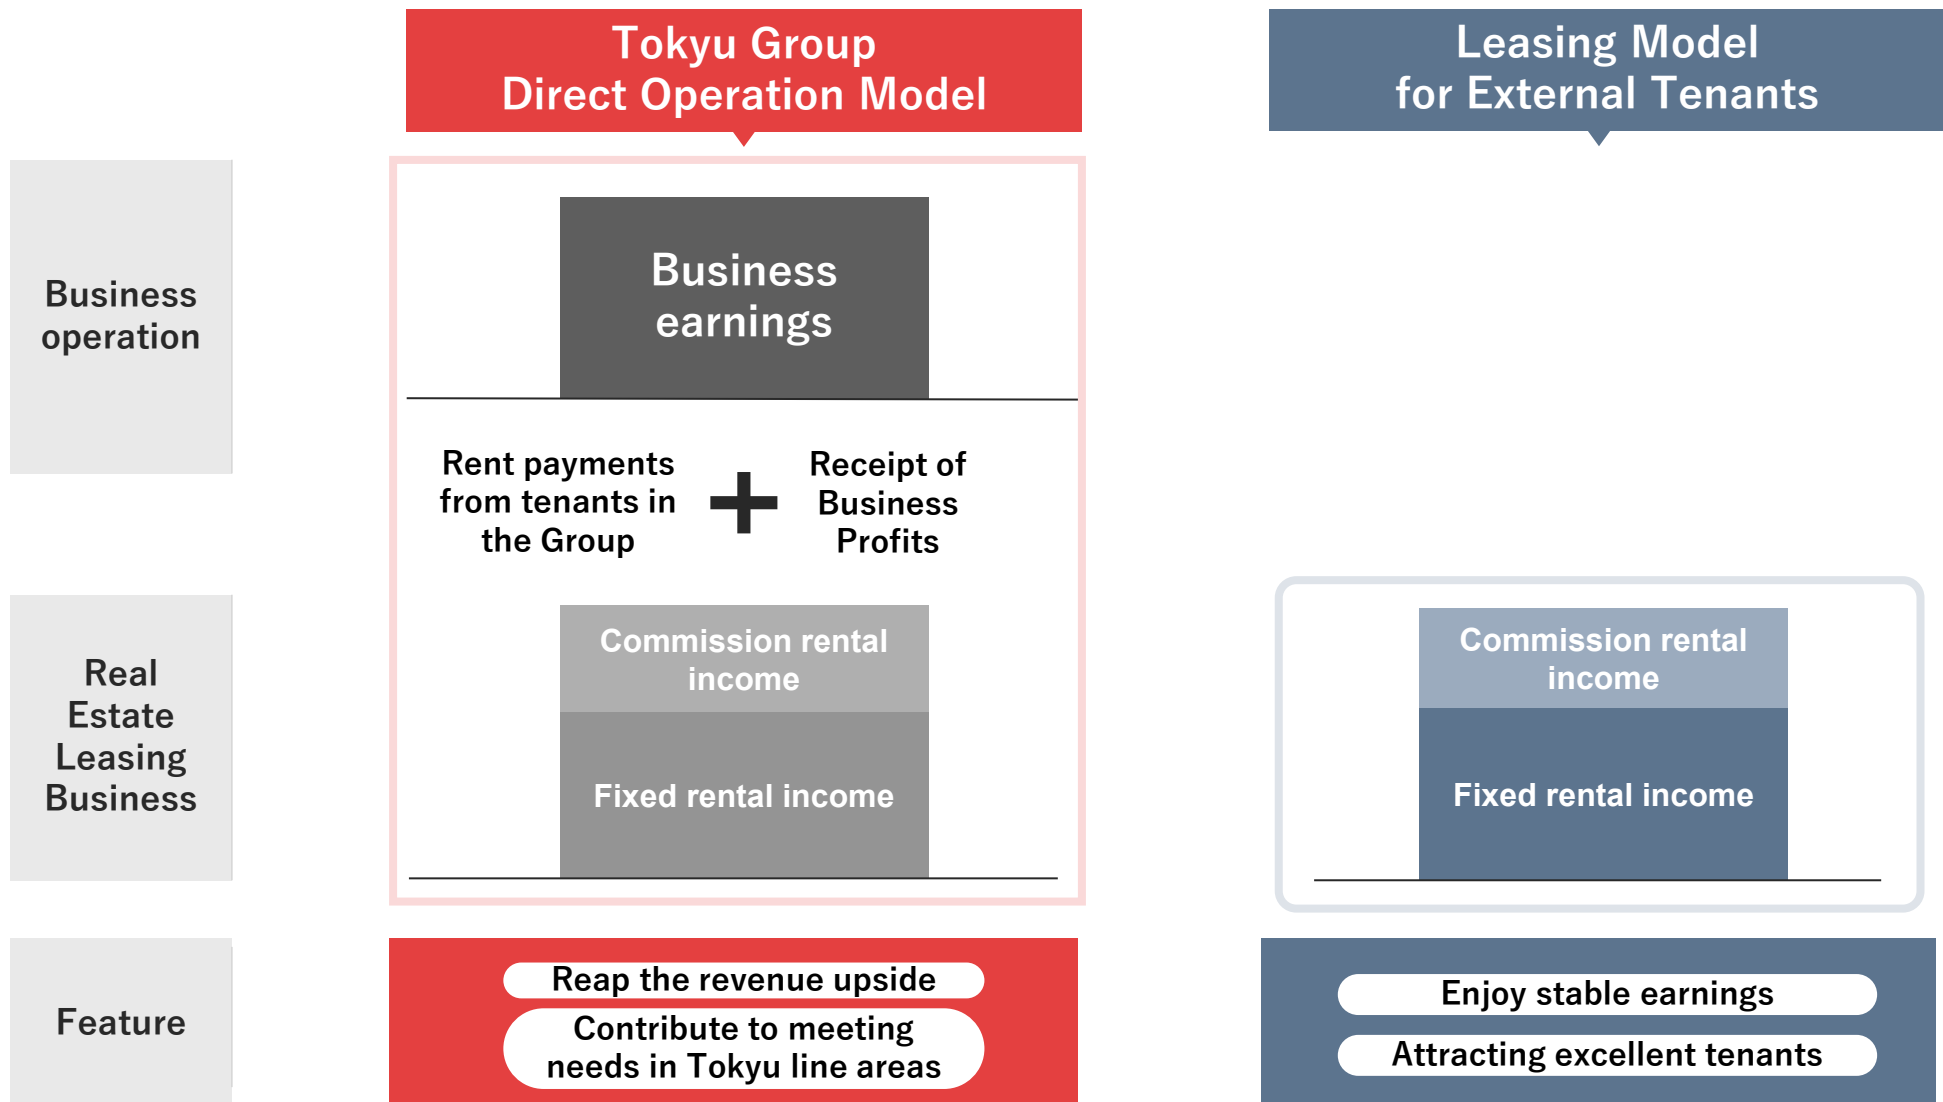 Tokyu Group
Direct Operation Model
Leasing Model
for External Tenants
Business
operation
Business
earnings
Rent payments
from tenants in
the Group
+
Receipt of
Business
Profits
Real
Estate
Leasing
Business
Commission rental
income
Fixed rental income
Commission rental
income
Fixed rental income
Feature
Reap the revenue upside
Contribute to meeting
needs in Tokyu line areas
Enjoy stable earnings
Attracting excellent tenants